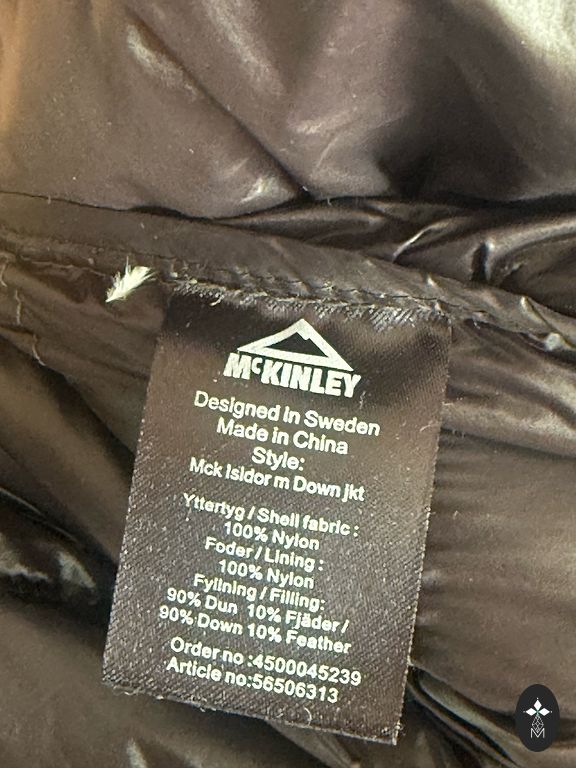 McKINLEY
Designed in Sweden
Made in China
Style:
Mck Isidor m Down jkt
Yttertyg / Shell fabric :
100% Nylon
Foder / Lining :
100% Nylon
Fyllning / Filling:
90% Dun 10% Fjäder /
90% Down 10% Feather
Order no :4500045239
Article no:56506313
M